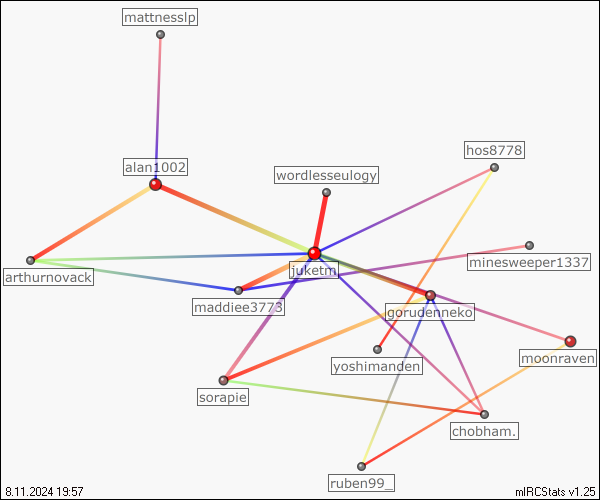 mattnesslp
alan1002
wordlesseulogy
hos8778
arthurnovack
juketm
minesweeper1337
maddiee3773
gorudenneko
yoshimanden
moonraven
sorapie
chobham.
ruben99_
8.11.2024 19:57
mIRCStats v1.25